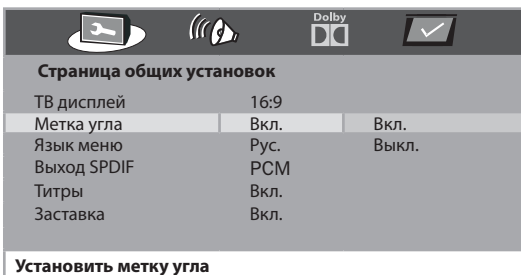 Dolby
Страница общих установок
ТВ дисплей 16:9
Метка угла Вкл. Вкл.
Язык меню Рус. Выкл.
Выход SPDIF PCM
Титры Вкл.
Заставка Вкл.
Установить метку угла